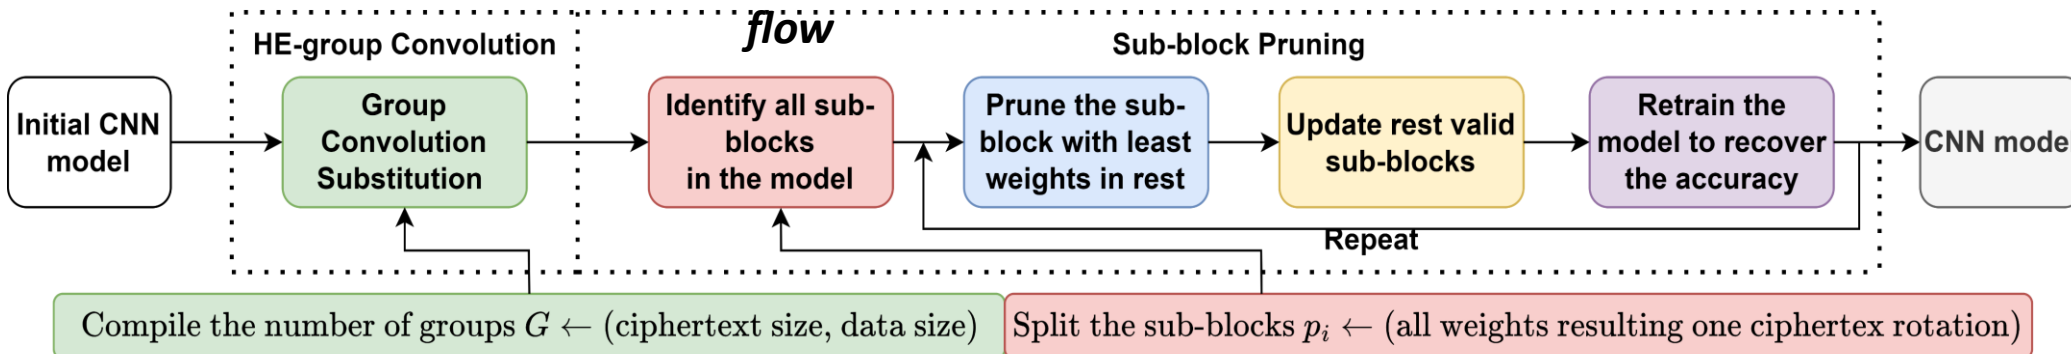 flow
HE-group Convolution
Sub-block Pruning
Initial CNN
model
Group
Convolution
Substitution
Identify all sub-
blocks
in the model
Prune the sub-
block with least
weights in rest
Update rest valid
sub-blocks
Retrain the
model to recover
the accuracy
CNN mode
Repeat
Compile the number of groups G ← (ciphertext size, data size)
Split the sub-blocks pᵢ ← (all weights resulting one ciphertex rotation)